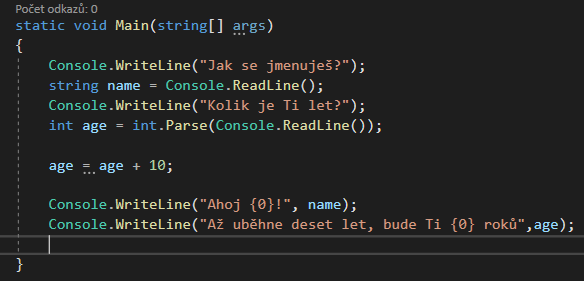 Počet odkazů: 0
static void Main(string[] args)
{
Console.WriteLine("Jak se jmenuješ?");
string name = Console.ReadLine();
Console.WriteLine("Kolik je Ti let?");
int age = int.Parse(Console.ReadLine());
age = age + 10;
Console.WriteLine("Ahoj {0}!", name);
Console.WriteLine("Až uběhne deset let, bude Ti {0} roků",age);
}